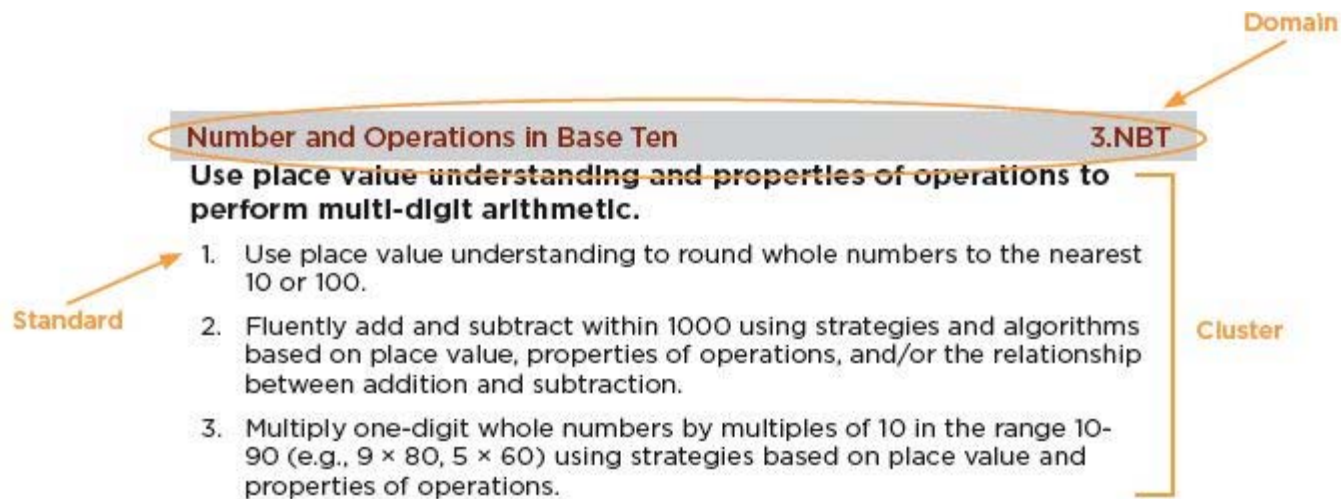 Domain
Number and Operations in Base Ten 3.NBT
Use place value understanding and properties of operations to
perform multi-digit arithmetic.
1. Use place value understanding to round whole numbers to the nearest
10 or 100.
Standard
2. Fluently add and subtract within 1000 using strategies and algorithms
based on place value, properties of operations, and/or the relationship
between addition and subtraction.
Cluster
3. Multiply one-digit whole numbers by multiples of 10 in the range 10-
90 (e.g., 9 × 80, 5 × 60) using strategies based on place value and
properties of operations.